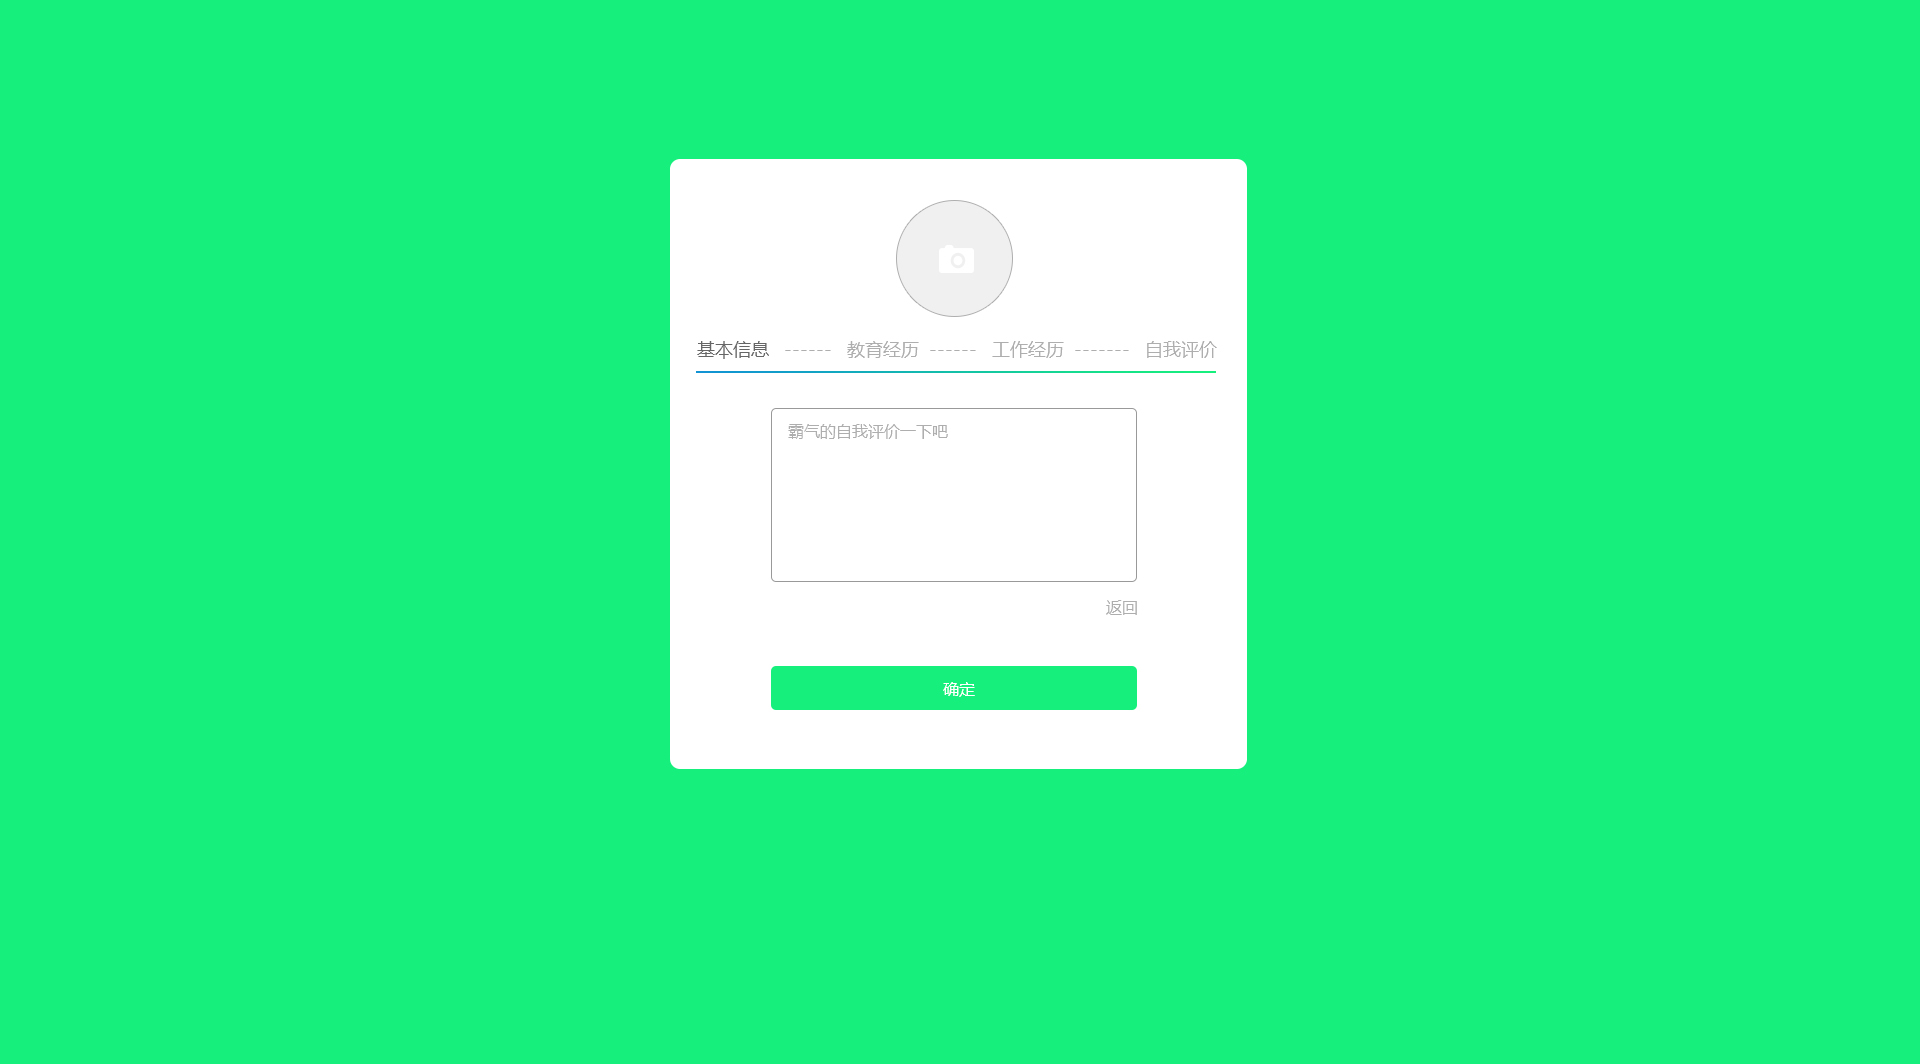 基本信息 ------ 教育经历 ------ 工作经历 ------- 自我评价
霸气的自我评价一下吧
返回
确定